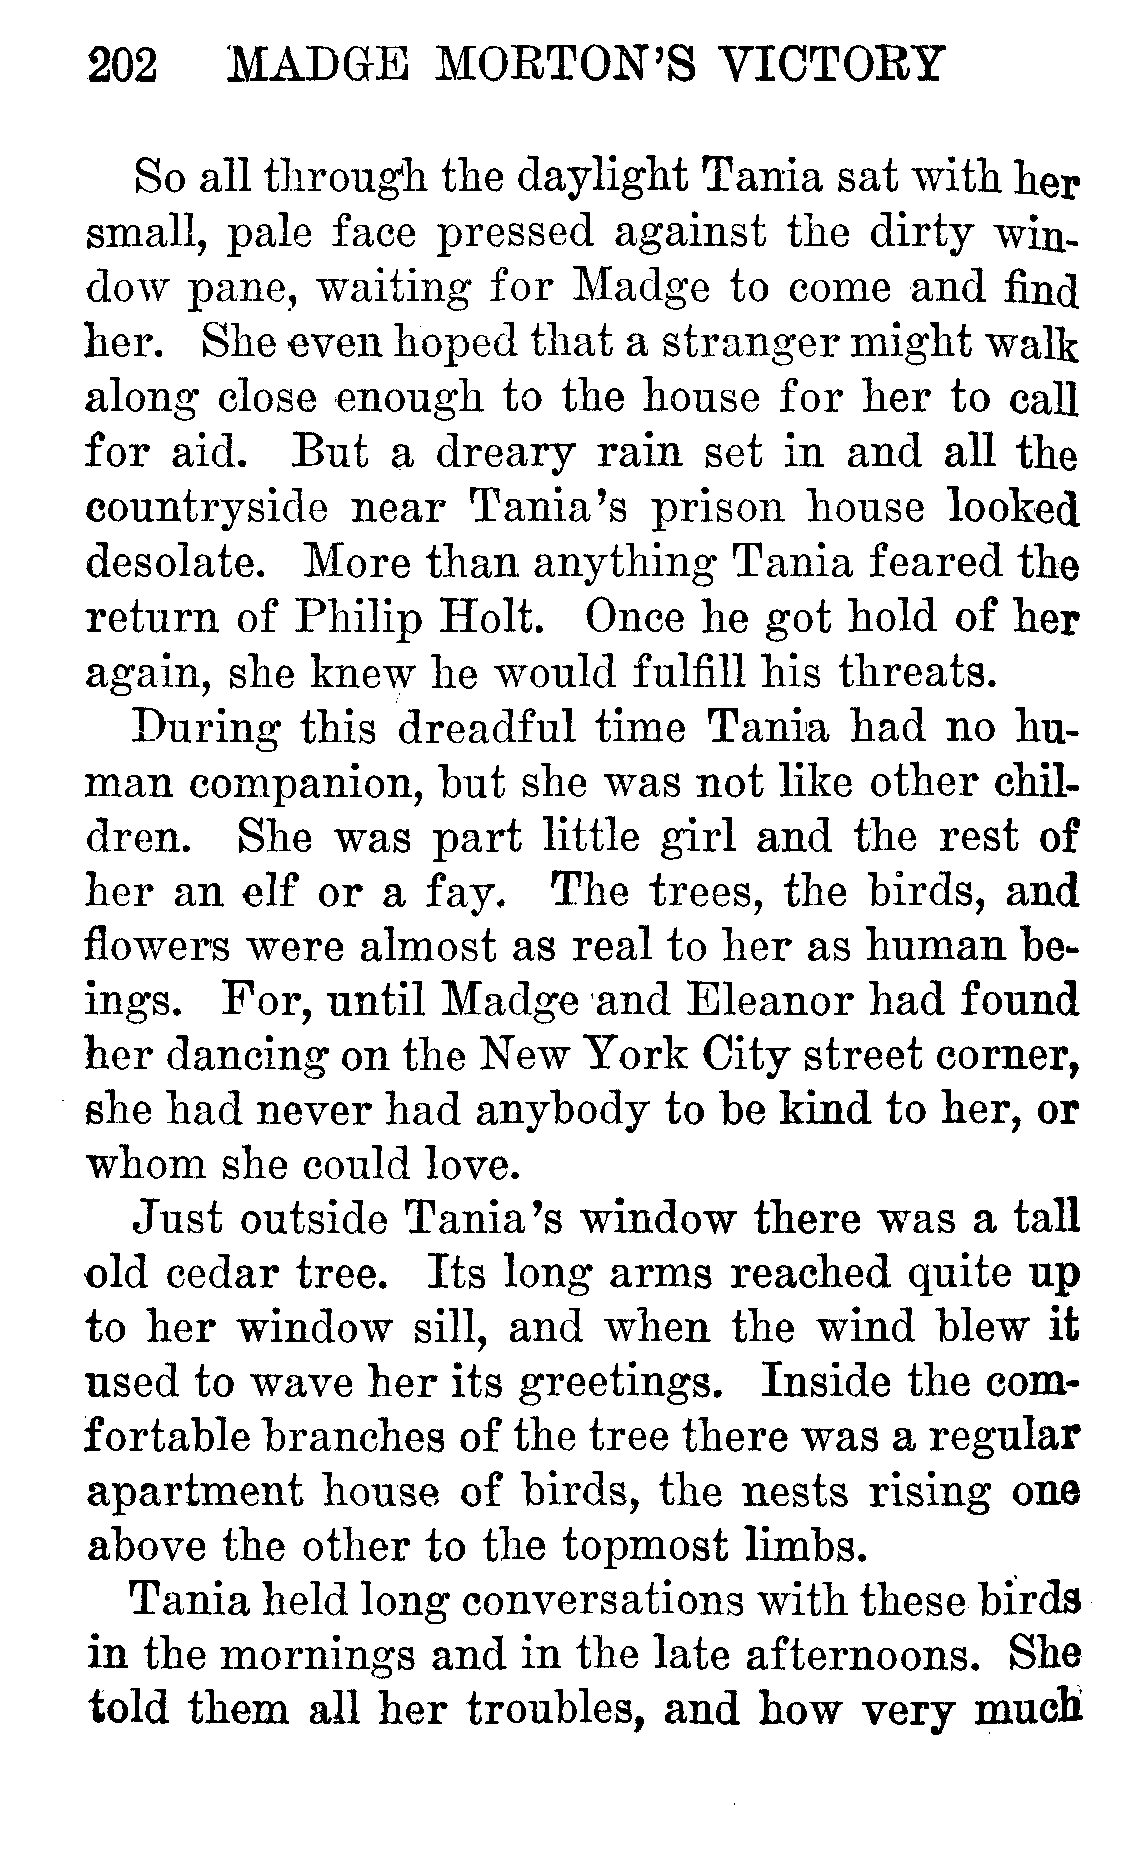 202 MADGE MORTON'S VICTORY
So all through the daylight Tania sat with her
small, pale face pressed against the dirty win-
dow pane, waiting for Madge to come and find
her. She even hoped that a stranger might walk
along close enough to the house for her to call
for aid. But a dreary rain set in and all the
countryside near Tania's prison house looked
desolate. More than anything Tania feared the
return of Philip Holt. Once he got hold of her
again, she knew he would fulfill his threats.
During this dreadful time Tania had no hu-
man companion, but she was not like other chil-
dren. She was part little girl and the rest of
her an elf or a fay. The trees, the birds, and
flowers were almost as real to her as human be-
ings. For, until Madge and Eleanor had found
her dancing on the New York City street corner,
she had never had anybody to be kind to her, or
whom she could love.
Just outside Tania's window there was a tall
old cedar tree. Its long arms reached quite up
to her window sill, and when the wind blew it
used to wave her its greetings. Inside the com-
fortable branches of the tree there was a regular
apartment house of birds, the nests rising one
above the other to the topmost limbs.
Tania held long conversations with these birds
in the mornings and in the late afternoons. She
told them all her troubles, and how very much